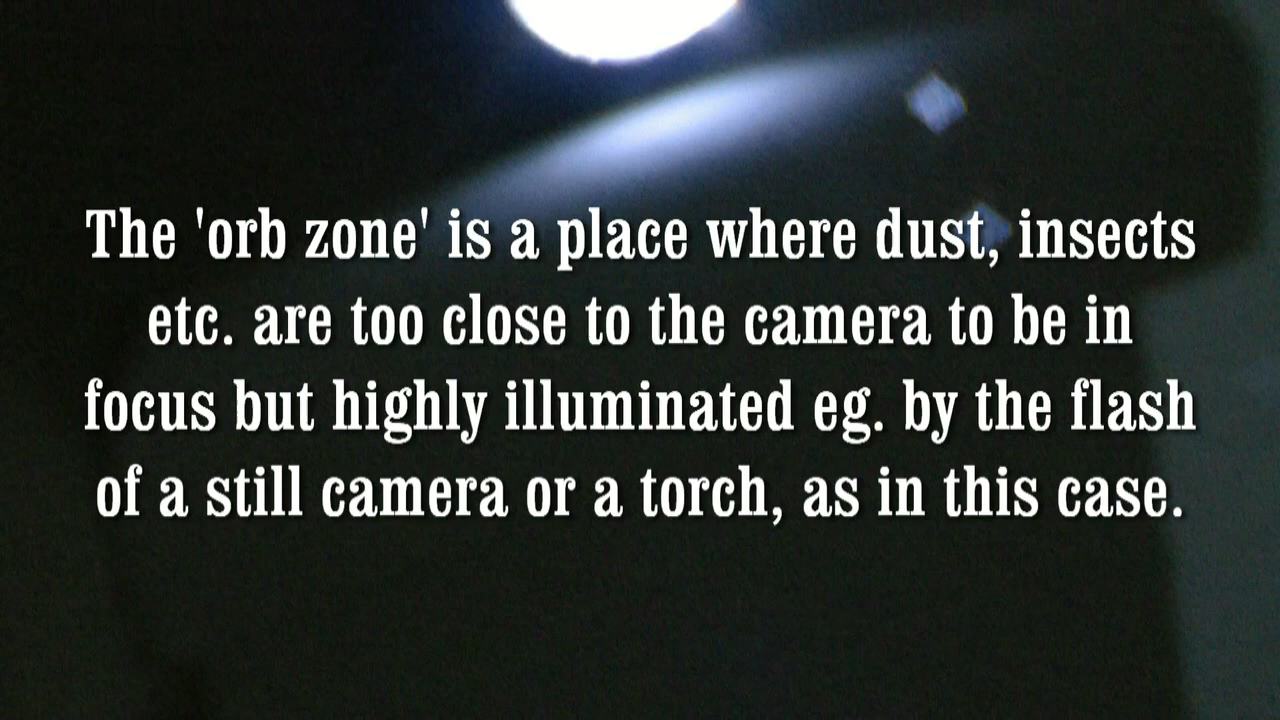 The 'orb zone' is a place where dust, insects
etc. are too close to the camera to be in
focus but highly illuminated eg. by the flash
of a still camera or a torch, as in this case.